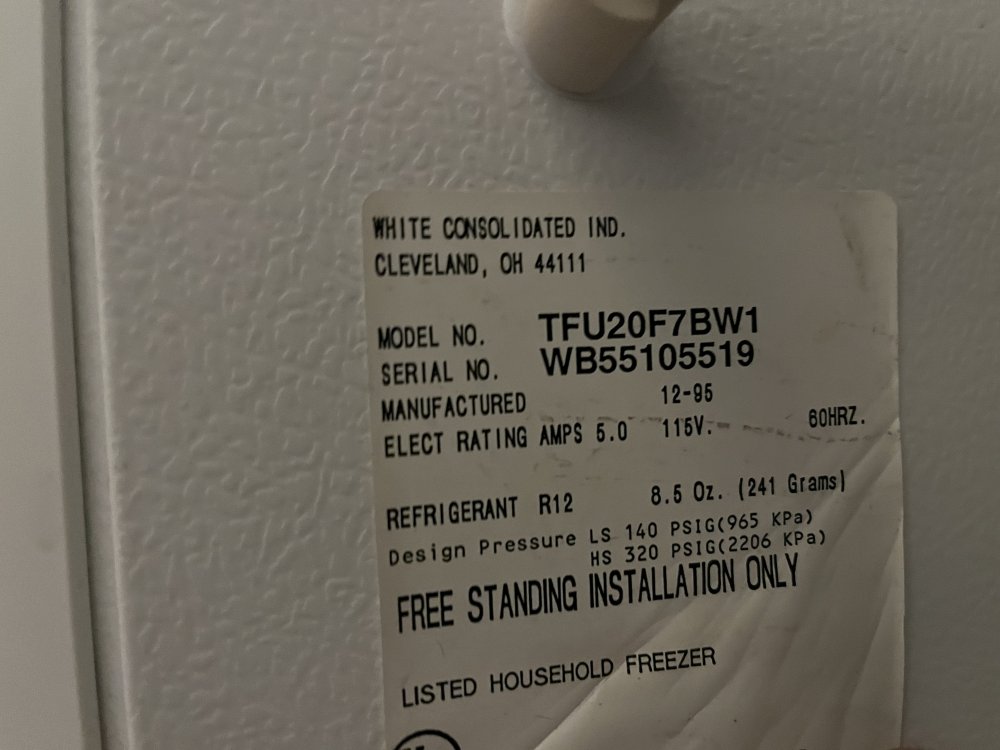 WHITE CONSOLIDATED IND.
CLEVELAND, OH 44111
MODEL NO. TFU20F7BW1
SERIAL NO. WB55105519
MANUFACTURED 12-95
ELECT RATING AMPS 5.0 115V. 60HRZ.
REFRIGERANT R12 8.5 Oz. (241 Grams)
Design Pressure LS 140 PSIG(965 KPa)
HS 320 PSIG(2206 KPa)
FREE STANDING INSTALLATION ONLY
LISTED HOUSEHOLD FREEZER